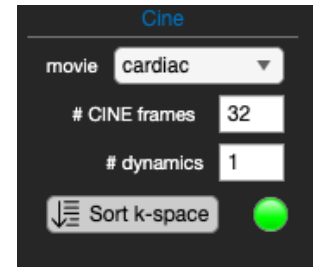 Cine
movie cardiac
# CINE frames 32
# dynamics 1
Sort k-space